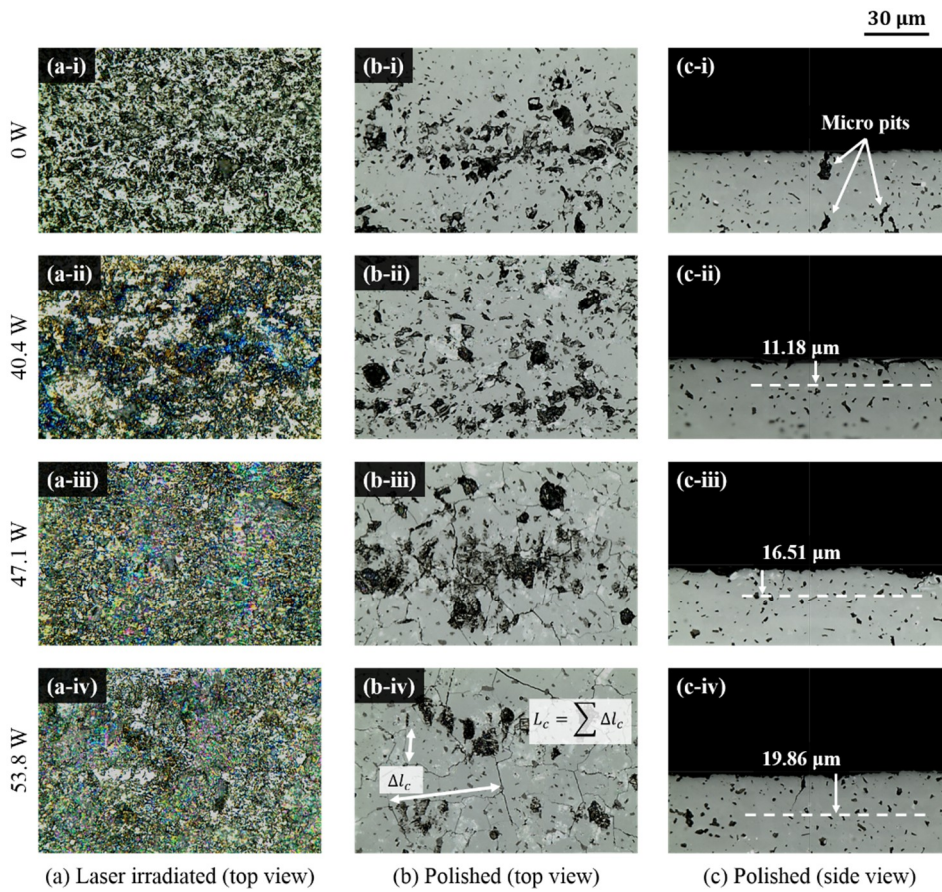 30 µm
0 W
(a-i)
(b-i)
(c-i)
Micro pits
40.4 W
(a-ii)
(b-ii)
(c-ii)
11.18 µm
47.1 W
(a-iii)
(b-iii)
(c-iii)
16.51 µm
53.8 W
(a-iv)
(b-iv)
L_c = ∑ Δl_c
Δl_c
(c-iv)
19.86 µm
(a) Laser irradiated (top view)
(b) Polished (top view)
(c) Polished (side view)